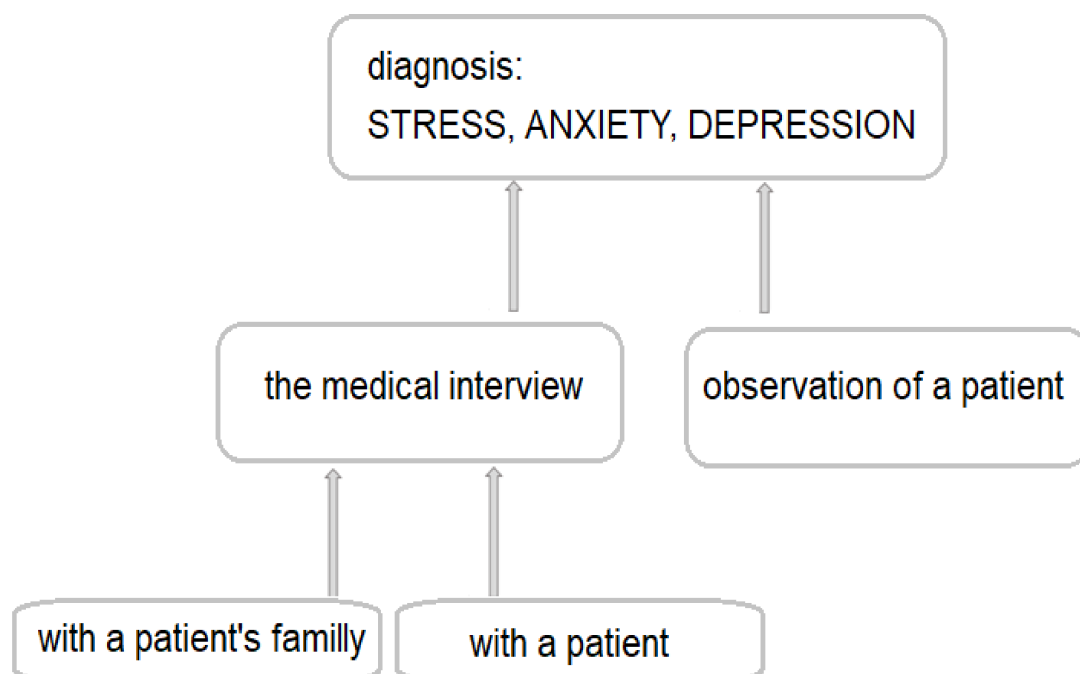 diagnosis:
STRESS, ANXIETY, DEPRESSION
the medical interview
observation of a patient
with a patient's familly
with a patient